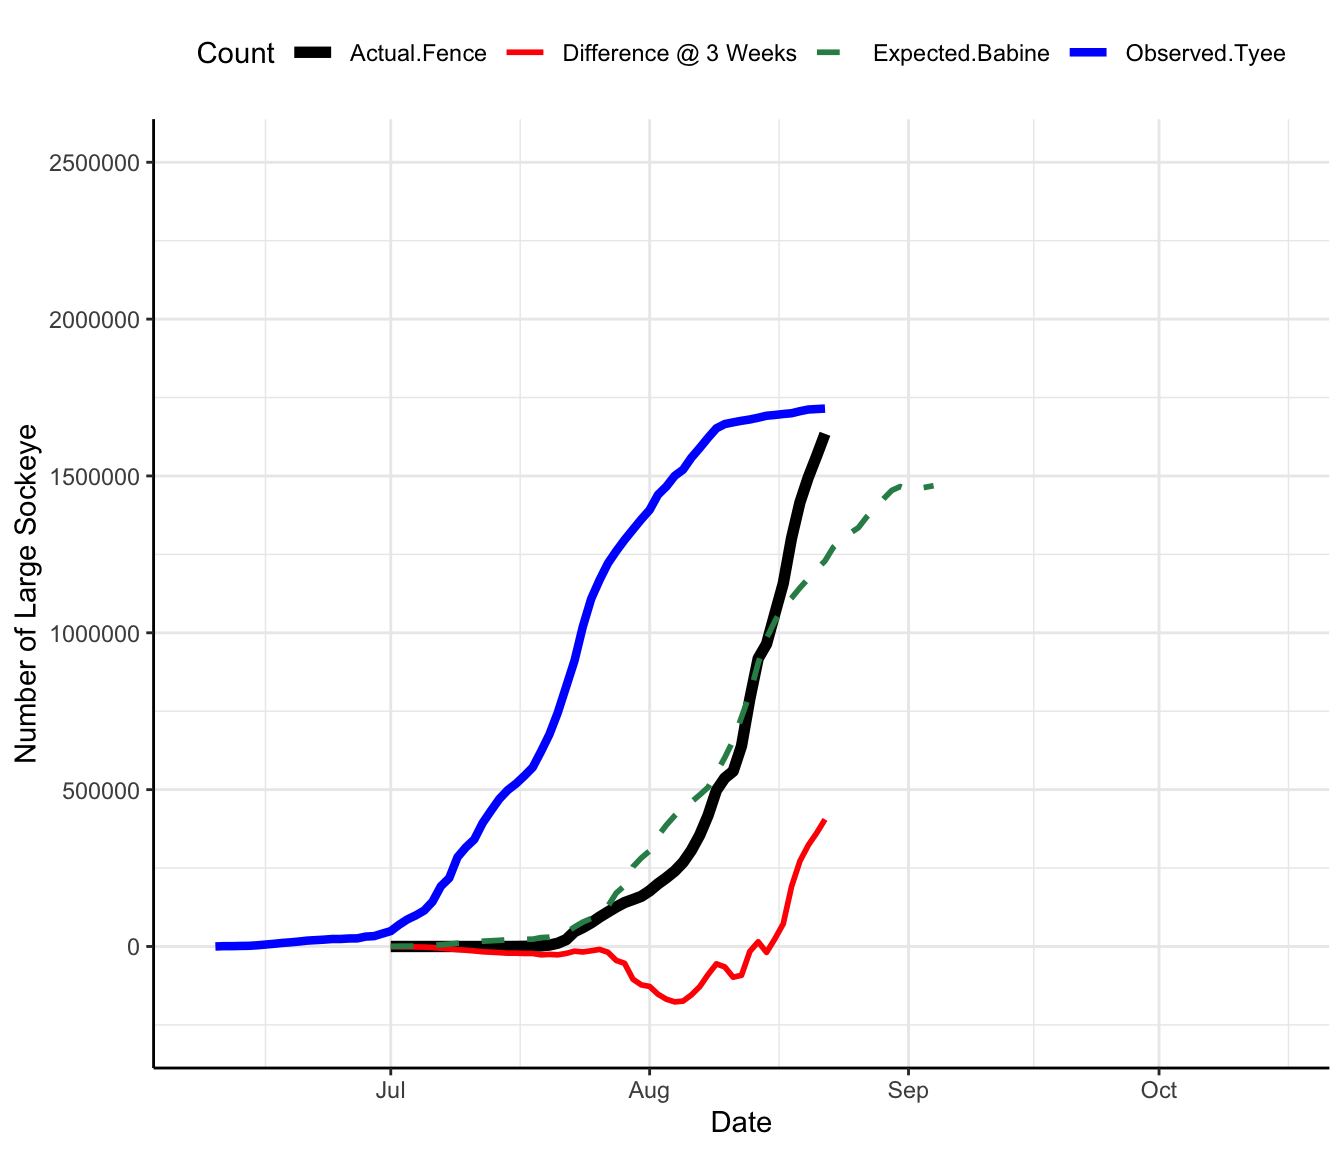 Count Actual.Fence Difference @ 3 Weeks Expected.Babine Observed.Tyee
Number of Large Sockeye
2500000
2000000
1500000
1000000
500000
0
Jul Aug Sep Oct
Date